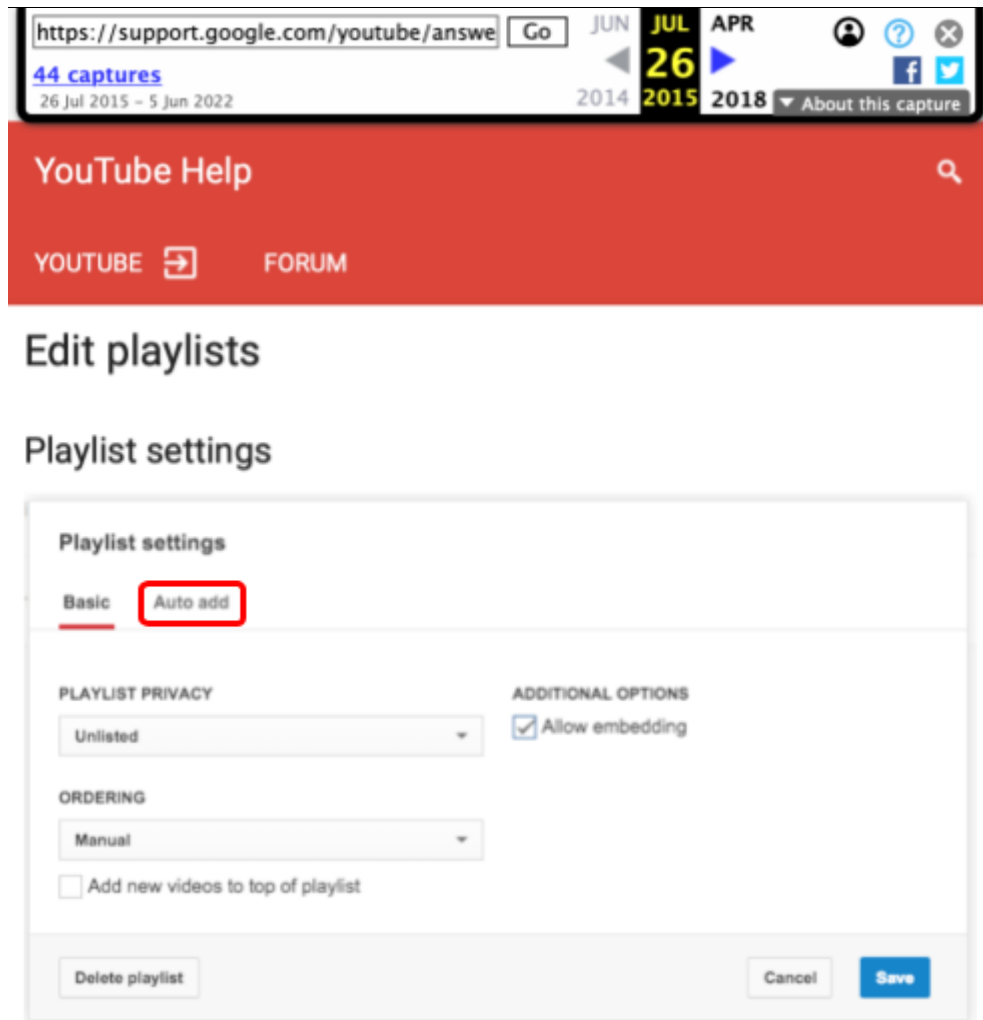 https://support.google.com/youtube/answe Go JUN JUL APR
44 captures 26
26 Jul 2015 – 5 Jun 2022 2014 2015 2018 About this capture
YouTube Help
YOUTUBE FORUM
Edit playlists
Playlist settings
Playlist settings
Basic Auto add
PLAYLIST PRIVACY ADDITIONAL OPTIONS
Unlisted Allow embedding
ORDERING
Manual
Add new videos to top of playlist
Delete playlist Cancel Save